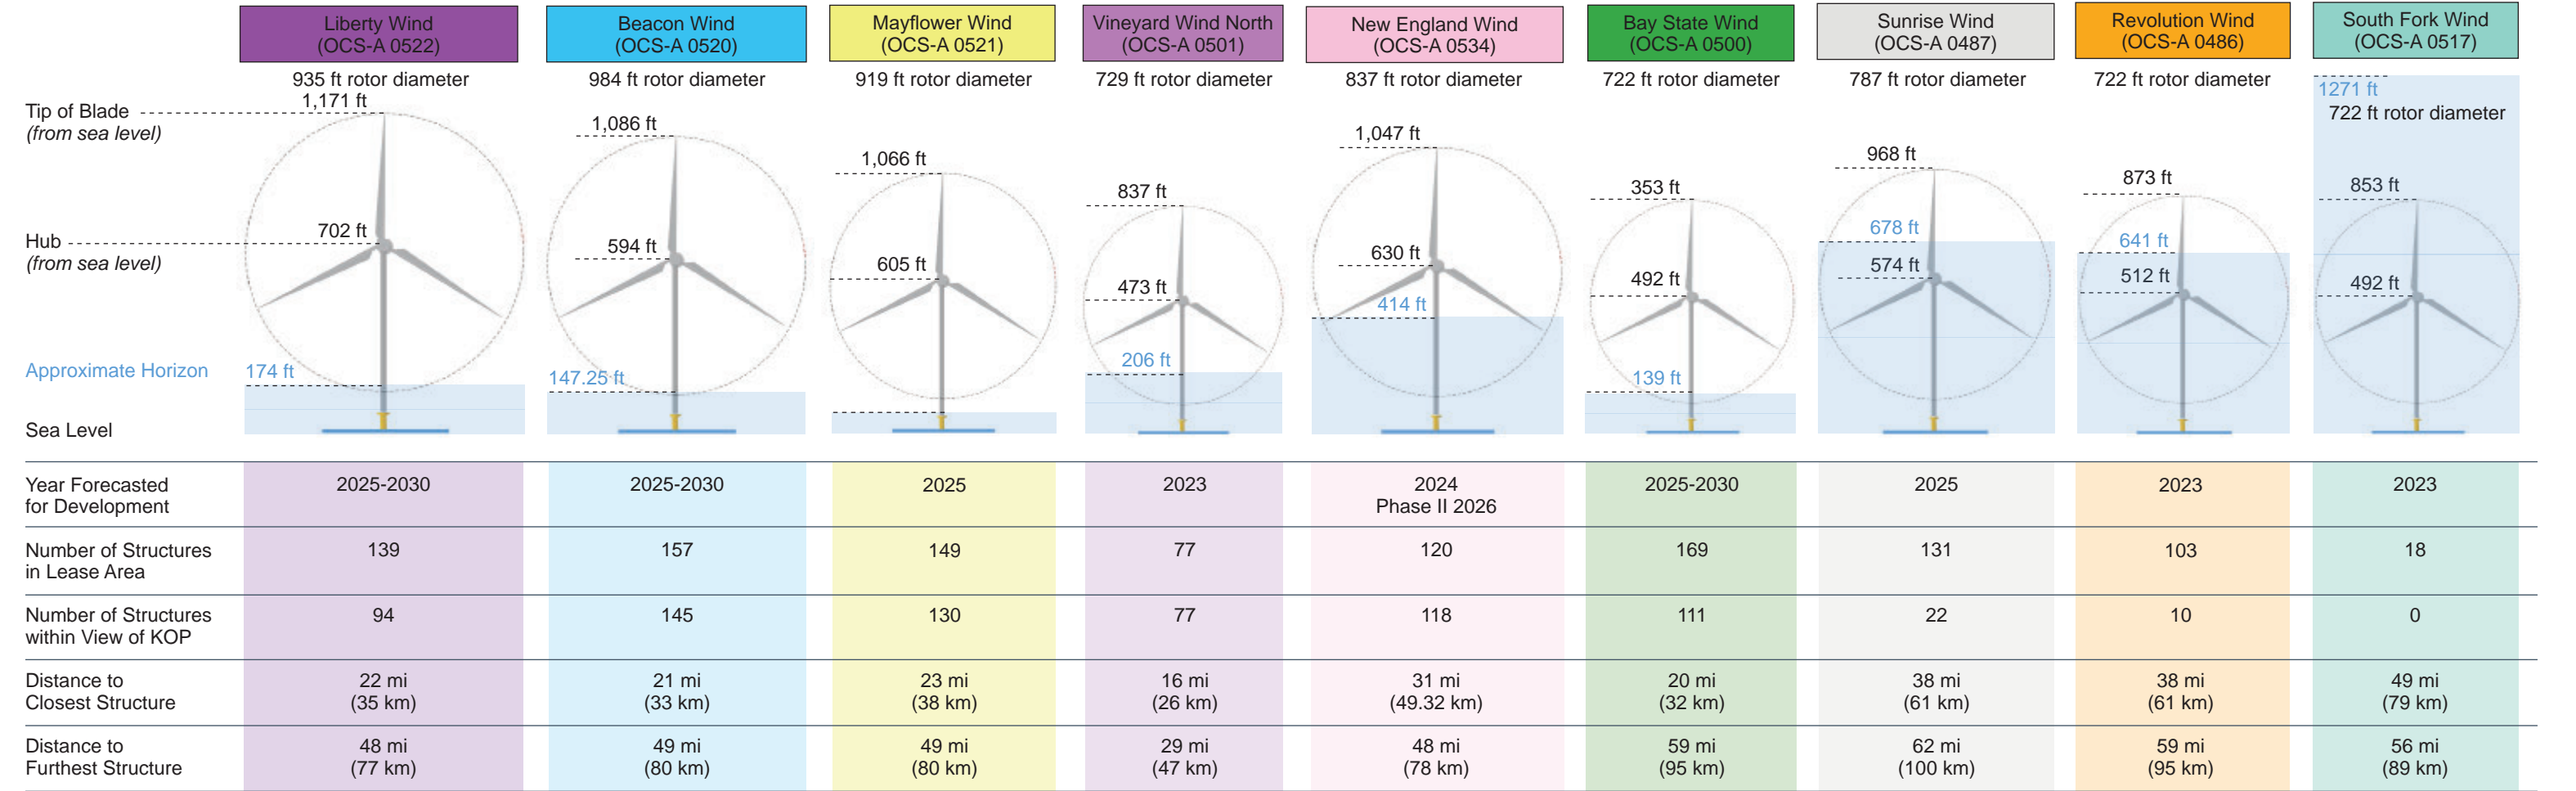 Liberty Wind
(OCS-A 0522)
Beacon Wind
(OCS-A 0520)
Mayflower Wind
(OCS-A 0521)
Vineyard Wind North
(OCS-A 0501)
New England Wind
(OCS-A 0534)
Bay State Wind
(OCS-A 0500)
Sunrise Wind
(OCS-A 0487)
Revolution Wind
(OCS-A 0486)
South Fork Wind
(OCS-A 0517)
935 ft rotor diameter
984 ft rotor diameter
919 ft rotor diameter
729 ft rotor diameter
837 ft rotor diameter
722 ft rotor diameter
787 ft rotor diameter
722 ft rotor diameter
1271 ft
722 ft rotor diameter
Tip of Blade
(from sea level)
1,171 ft
1,086 ft
1,066 ft
837 ft
1,047 ft
353 ft
968 ft
873 ft
853 ft
Hub
(from sea level)
702 ft
594 ft
605 ft
473 ft
630 ft
492 ft
574 ft
512 ft
492 ft
Approximate Horizon
174 ft
147.25 ft
206 ft
414 ft
139 ft
678 ft
641 ft
Sea Level
Year Forecasted
for Development
2025-2030
2025-2030
2025
2023
2024
Phase II 2026
2025-2030
2025
2023
2023
Number of Structures
in Lease Area
139
157
149
77
120
169
131
103
18
Number of Structures
within View of KOP
94
145
130
77
118
111
22
10
0
Distance to
Closest Structure
22 mi
(35 km)
21 mi
(33 km)
23 mi
(38 km)
16 mi
(26 km)
31 mi
(49.32 km)
20 mi
(32 km)
38 mi
(61 km)
38 mi
(61 km)
49 mi
(79 km)
Distance to
Furthest Structure
48 mi
(77 km)
49 mi
(80 km)
49 mi
(80 km)
29 mi
(47 km)
48 mi
(78 km)
59 mi
(95 km)
62 mi
(100 km)
59 mi
(95 km)
56 mi
(89 km)